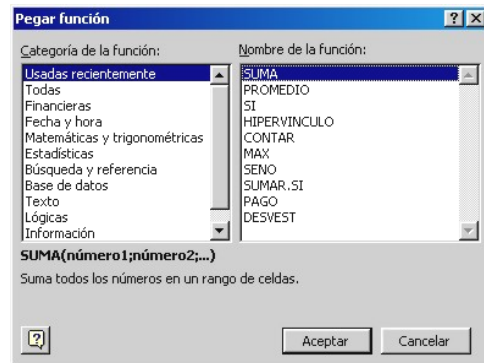 Pegar función
Categoría de la función:
Usadas recientemente
Todas
Financieras
Fecha y hora
Matemáticas y trigonométricas
Estadísticas
Búsqueda y referencia
Base de datos
Texto
Lógicas
Información
Nombre de la función:
SUMA
PROMEDIO
SI
HIPERVINCULO
CONTAR
MAX
SENO
SUMAR.SI
PAGO
DESVEST
SUMA(número1;número2;...)
Suma todos los números en un rango de celdas.
Aceptar
Cancelar